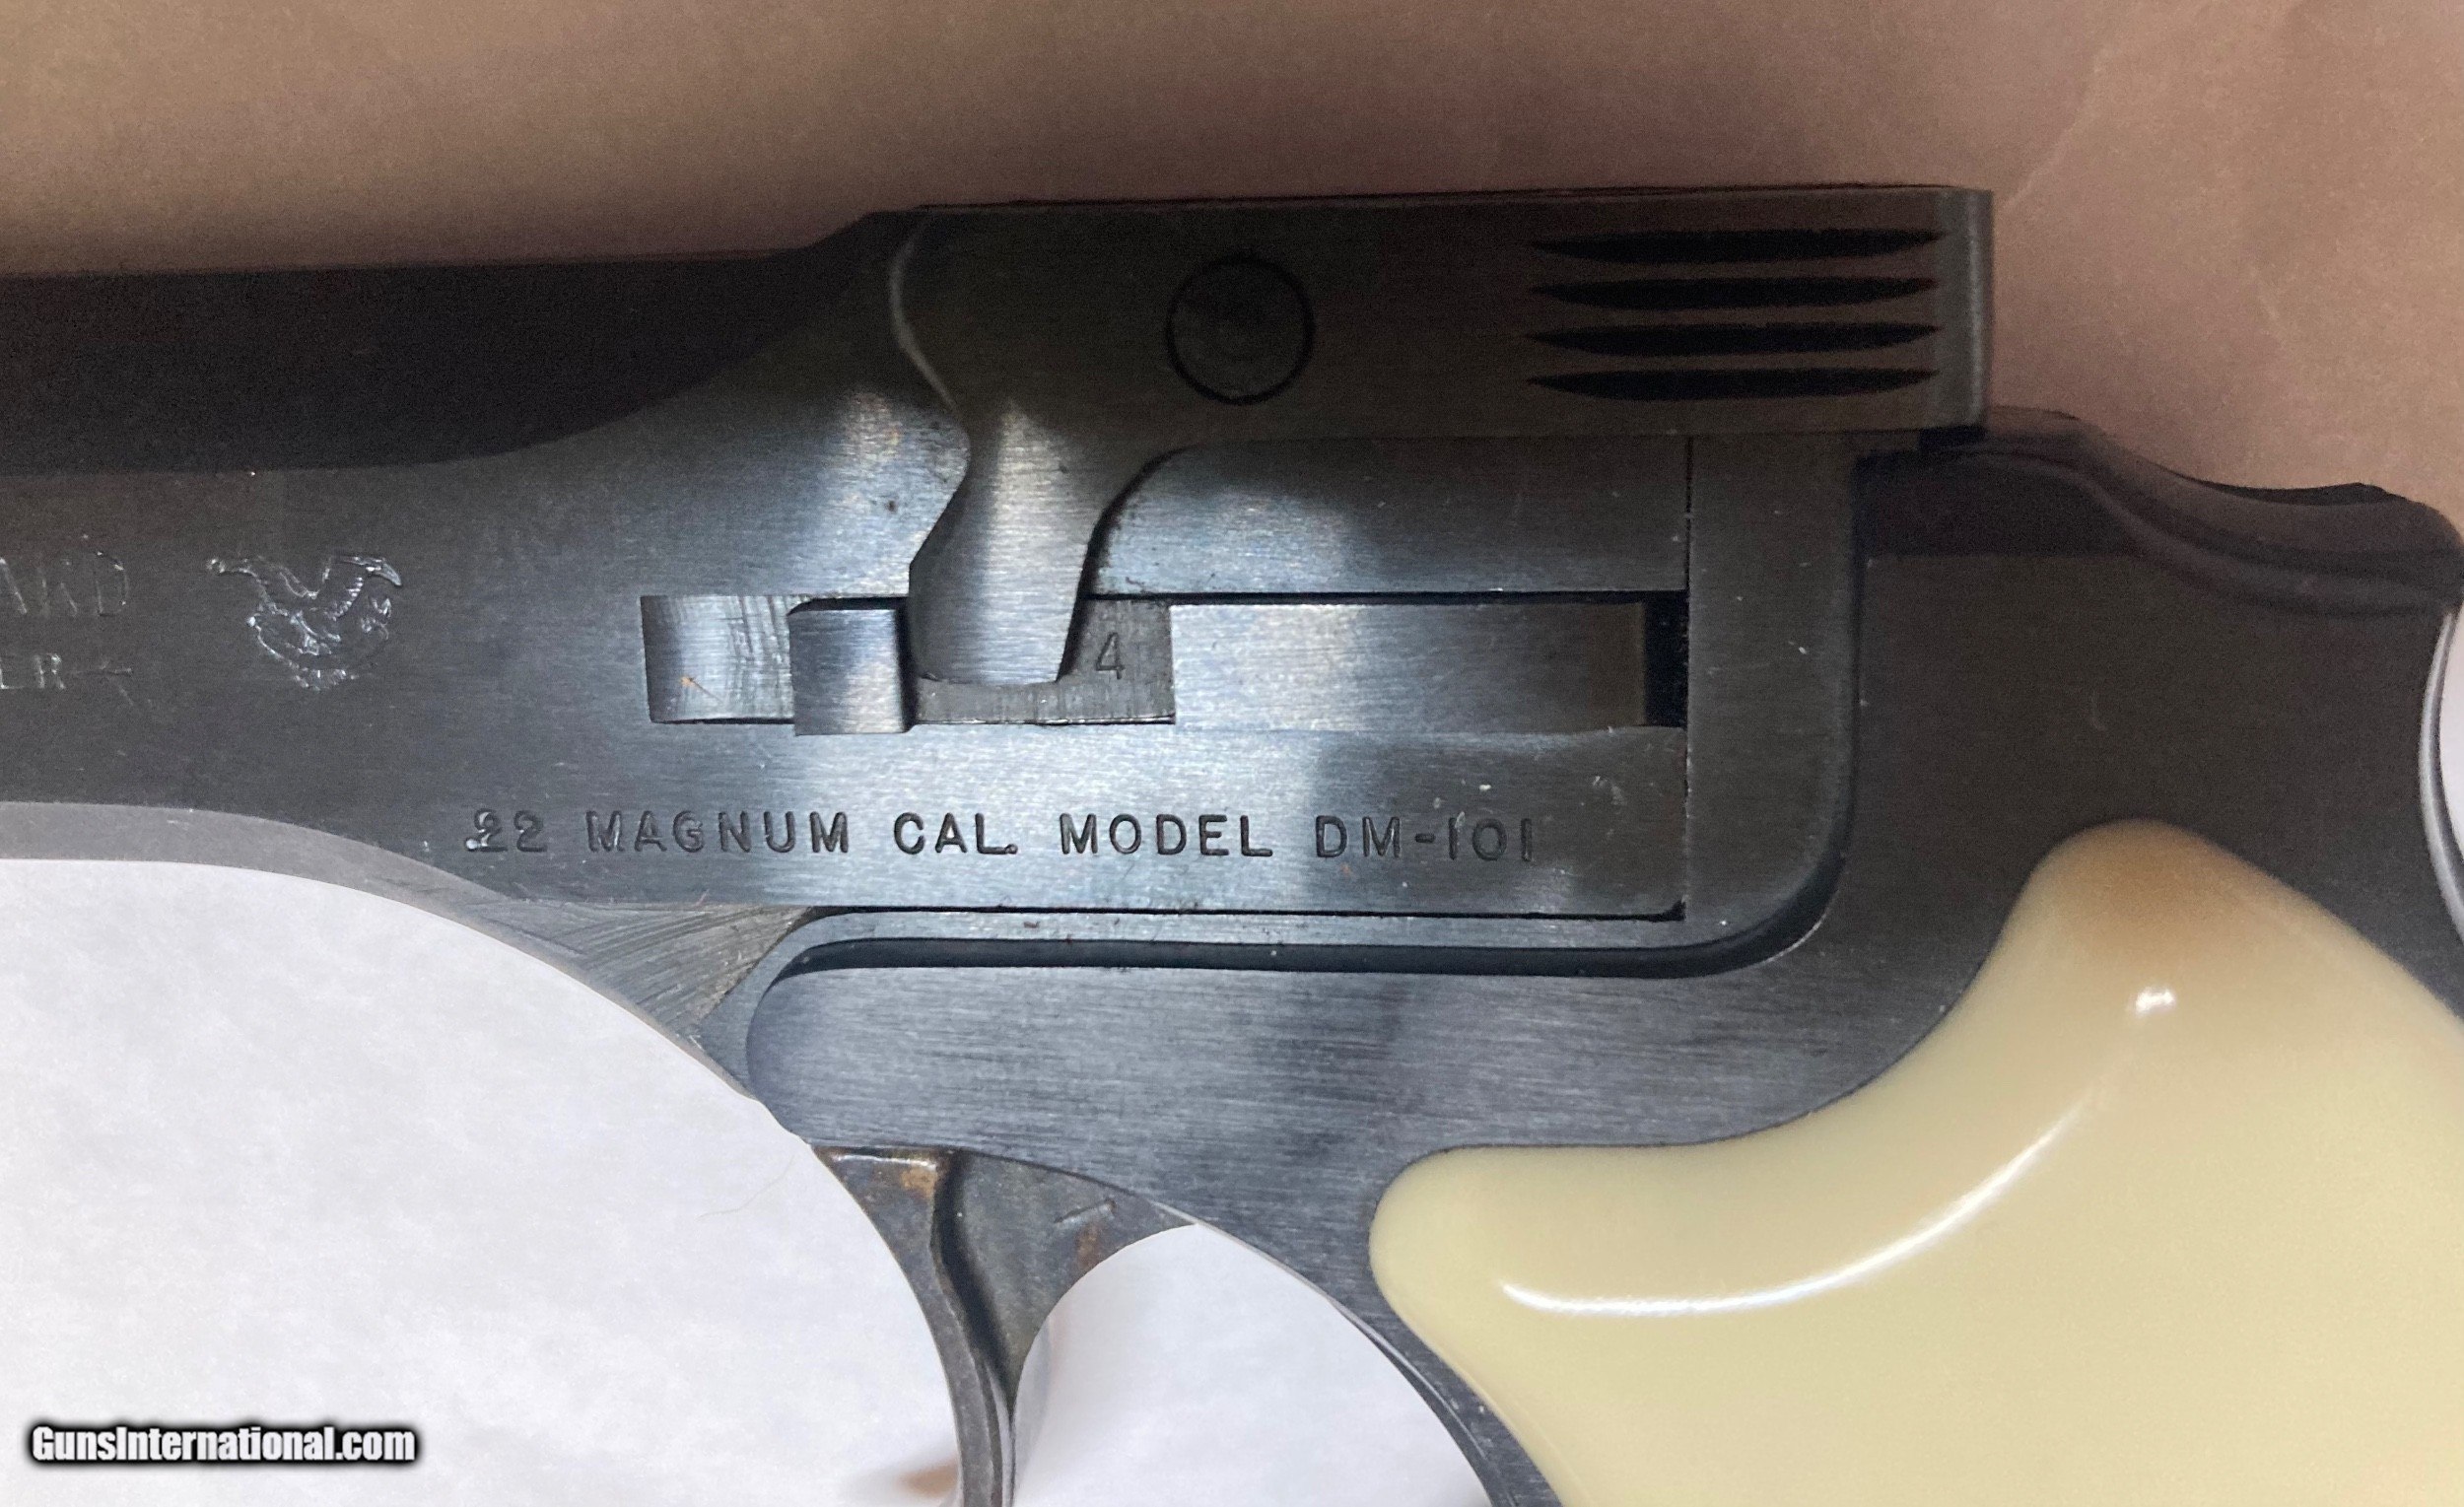 4
.22 MAGNUM CAL. MODEL DM-101
GunsInternational.com